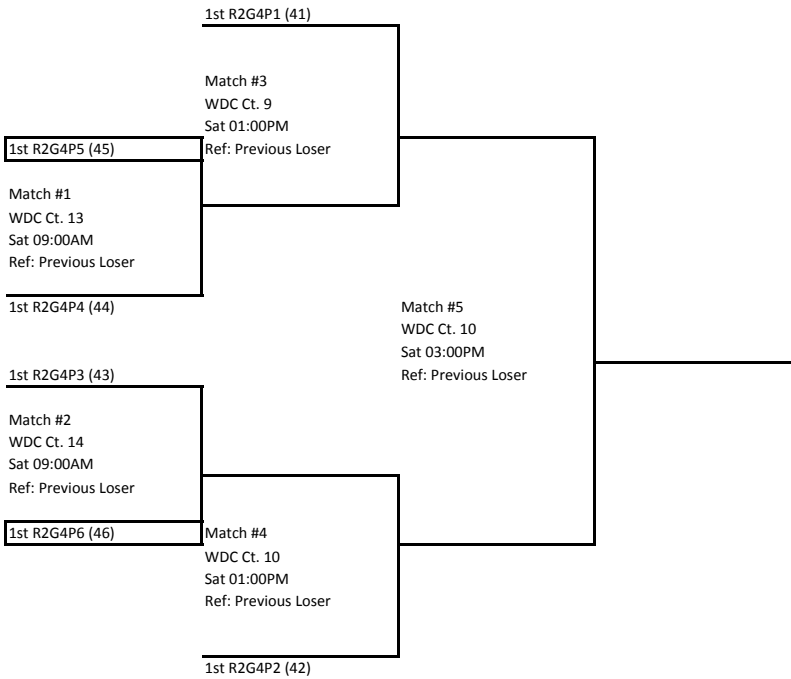 1st R2G4P1 (41)
Match #3
WDC Ct. 9
Sat 01:00PM
Ref: Previous Loser
1st R2G4P5 (45)
Match #1
WDC Ct. 13
Sat 09:00AM
Ref: Previous Loser
1st R2G4P4 (44)
Match #5
WDC Ct. 10
Sat 03:00PM
Ref: Previous Loser
1st R2G4P3 (43)
Match #2
WDC Ct. 14
Sat 09:00AM
Ref: Previous Loser
1st R2G4P6 (46)
Match #4
WDC Ct. 10
Sat 01:00PM
Ref: Previous Loser
1st R2G4P2 (42)